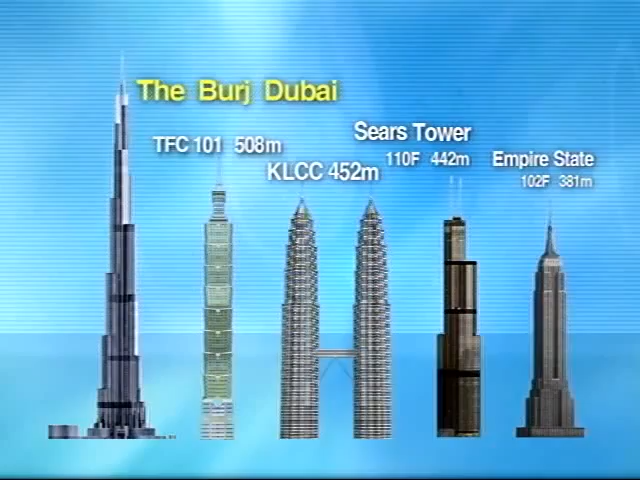 The Burj Dubai
TFC 101 508m
KLCC 452m
Sears Tower
110F 442m
Empire State
102F 381m